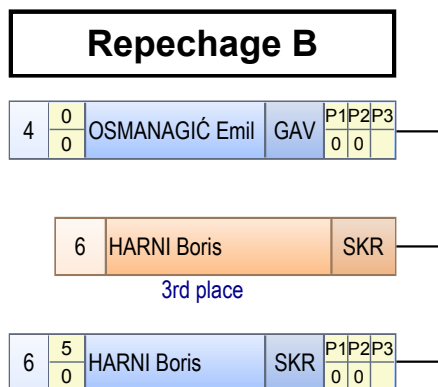 Repechage B
4 0 0 OSMANAGIĆ Emil GAV P1 P2 P3 0 0
6 HARNI Boris SKR
3rd place
6 5 0 HARNI Boris SKR P1 P2 P3 0 0